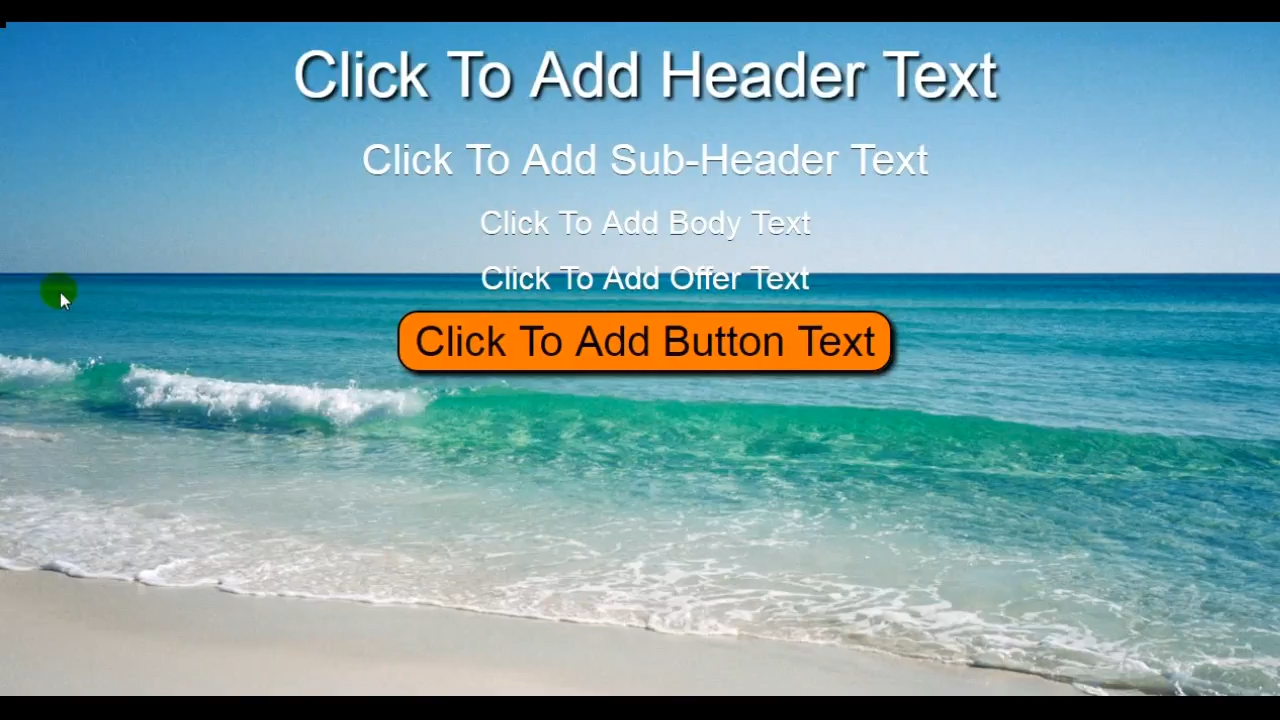 Click To Add Header Text
Click To Add Sub-Header Text
Click To Add Body Text
Click To Add Offer Text
Click To Add Button Text